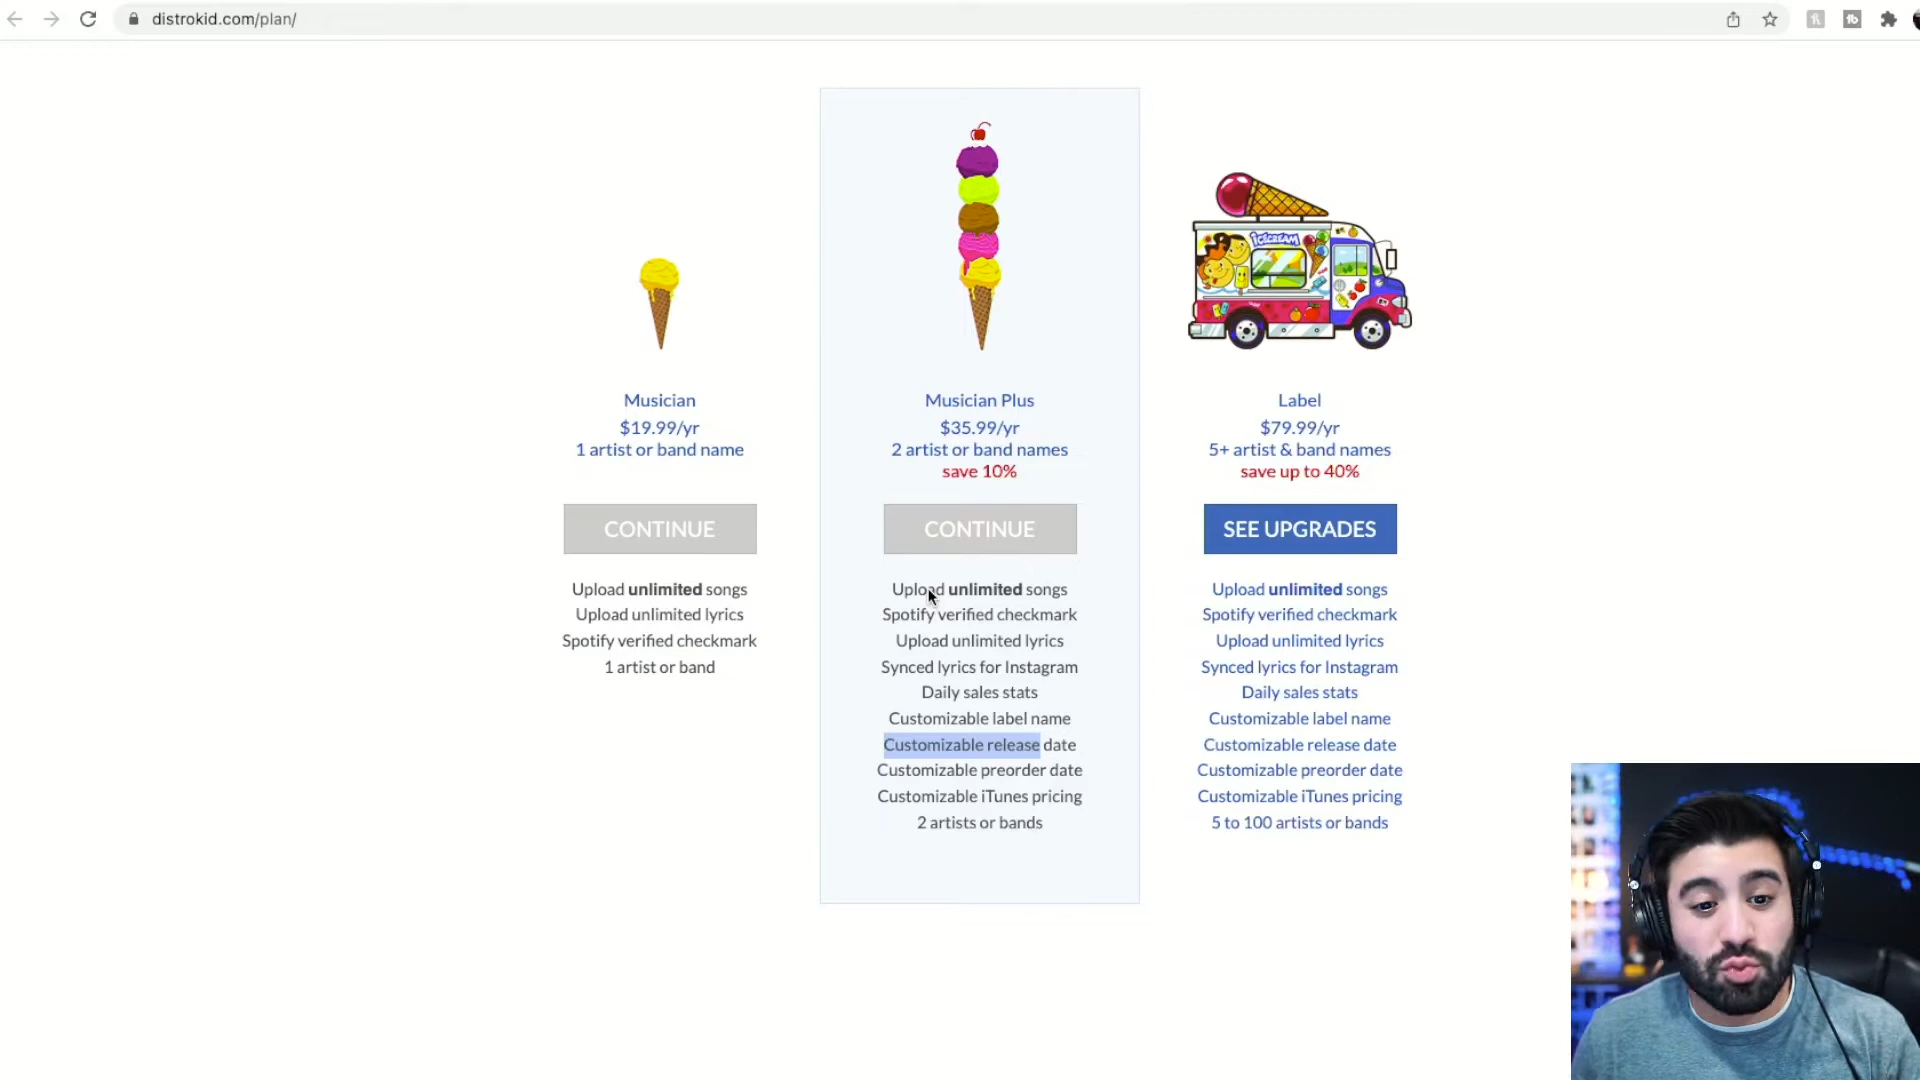 distrokid.com/plan/
ICECREAM
Musician
$19.99/yr
1 artist or band name
CONTINUE
Upload unlimited songs
Upload unlimited lyrics
Spotify verified checkmark
1 artist or band
Musician Plus
$35.99/yr
2 artist or band names
save 10%
CONTINUE
Upload unlimited songs
Spotify verified checkmark
Upload unlimited lyrics
Synced lyrics for Instagram
Daily sales stats
Customizable label name
Customizable release date
Customizable preorder date
Customizable iTunes pricing
2 artists or bands
Label
$79.99/yr
5+ artist & band names
save up to 40%
SEE UPGRADES
Upload unlimited songs
Spotify verified checkmark
Upload unlimited lyrics
Synced lyrics for Instagram
Daily sales stats
Customizable label name
Customizable release date
Customizable preorder date
Customizable iTunes pricing
5 to 100 artists or bands